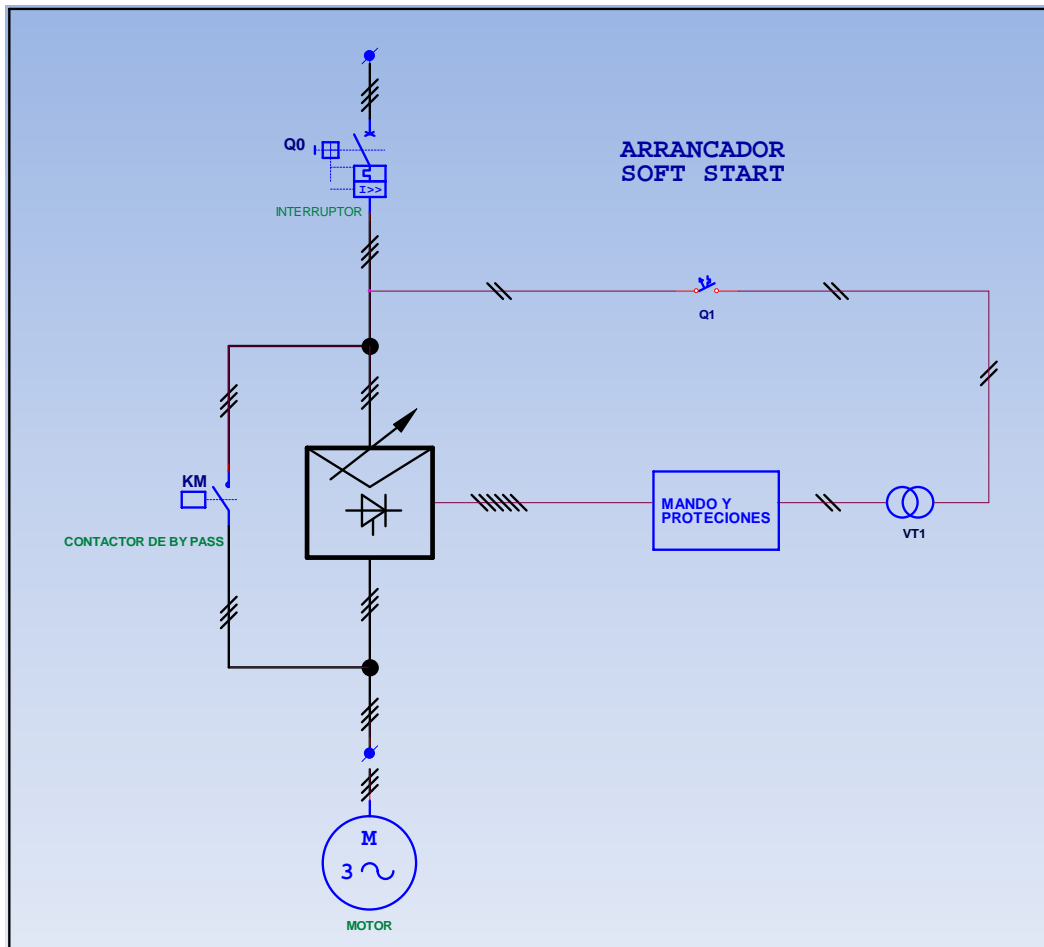 Q0
I>>
INTERRUPTOR
ARRANCADOR
SOFT START
Q1
KM
CONTACTOR DE BY PASS
MANDO Y
PROTECIONES
VT1
M
3
MOTOR